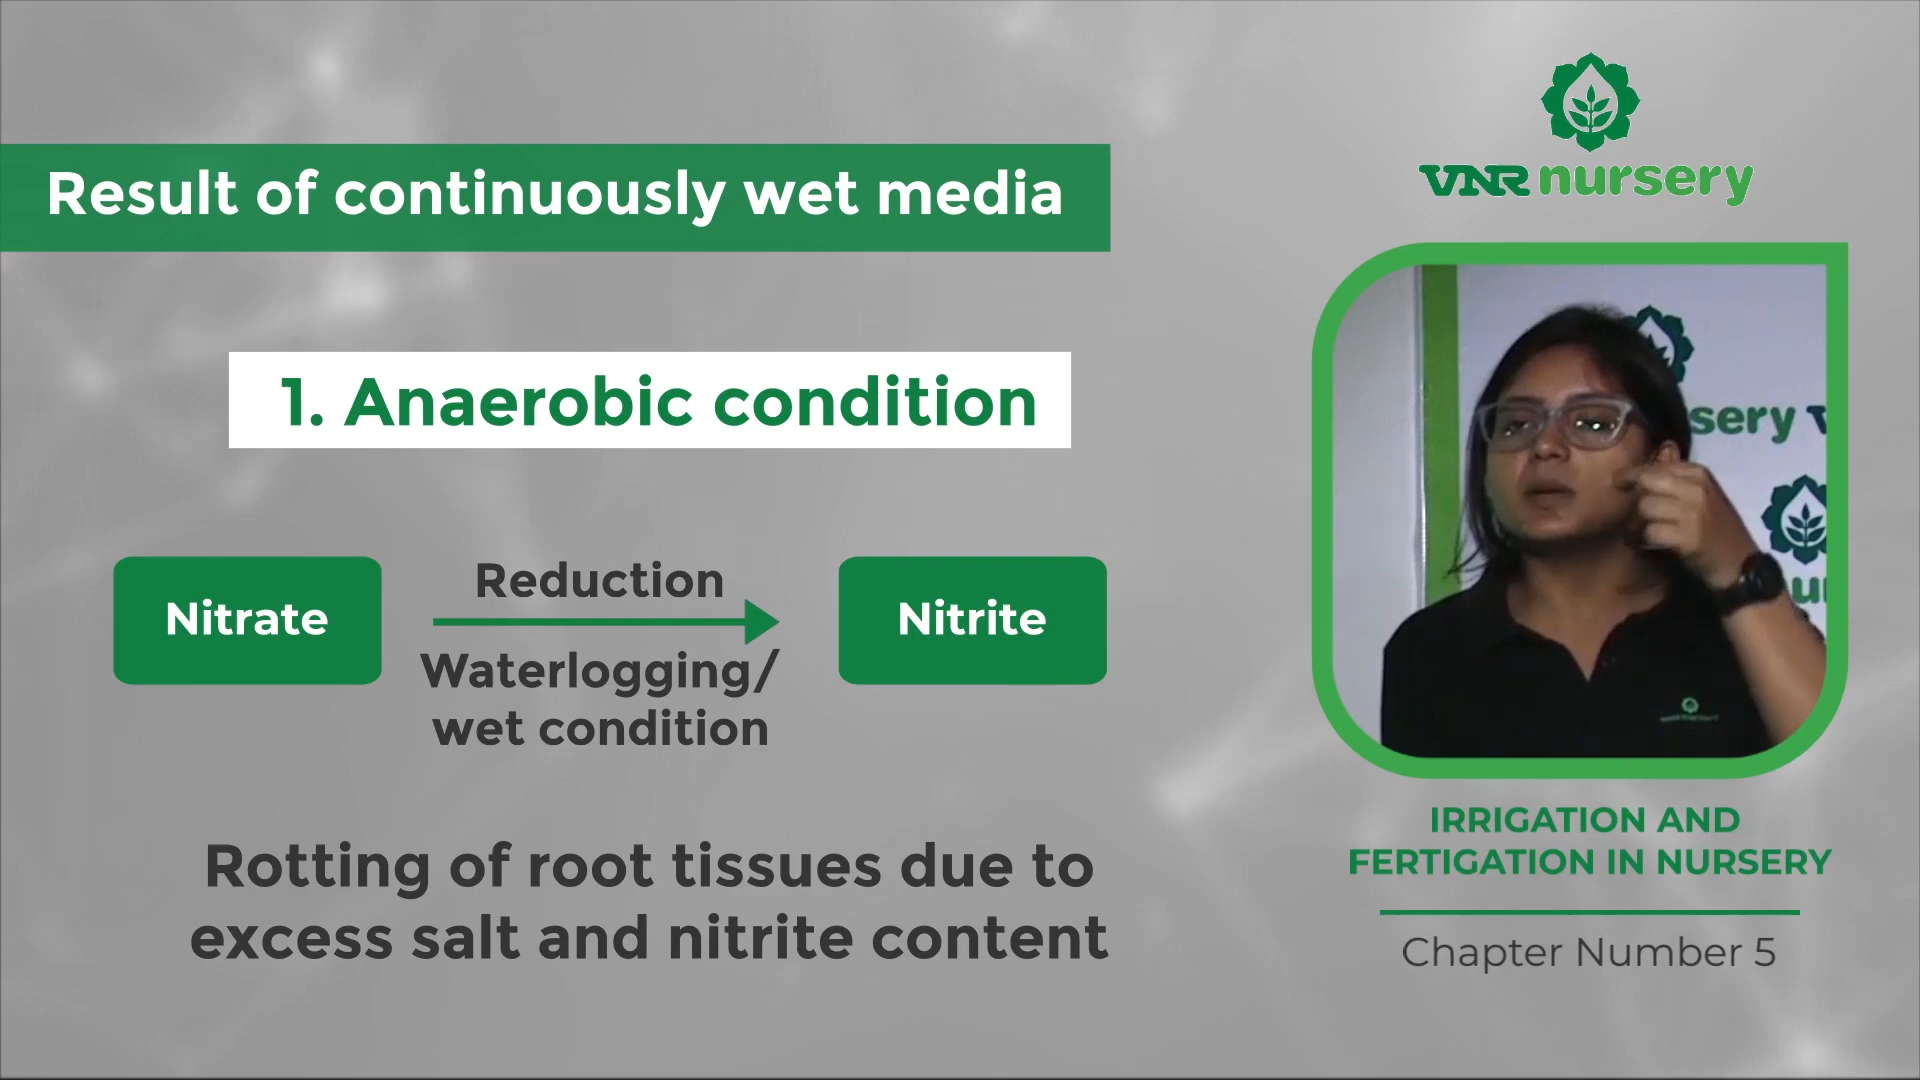 Result of continuously wet media
1. Anaerobic condition
Nitrate
Reduction
Waterlogging/
wet condition
Nitrite
Rotting of root tissues due to
excess salt and nitrite content
VNR nursery
sery V
nu
IRRIGATION AND
FERTIGATION IN NURSERY
Chapter Number 5